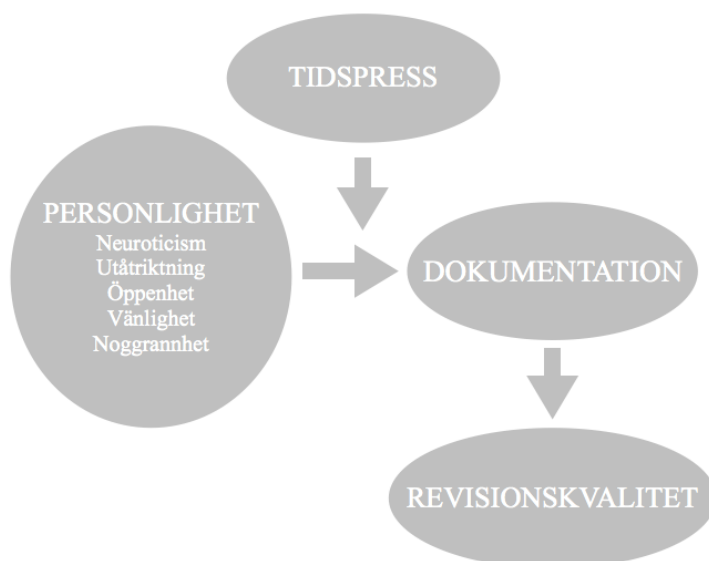 TIDSPRESS
PERSONLIGHET
Neuroticism
Utåtriktning
Öppenhet
Vänlighet
Noggrannhet
DOKUMENTATION
REVISIONSKVALITET